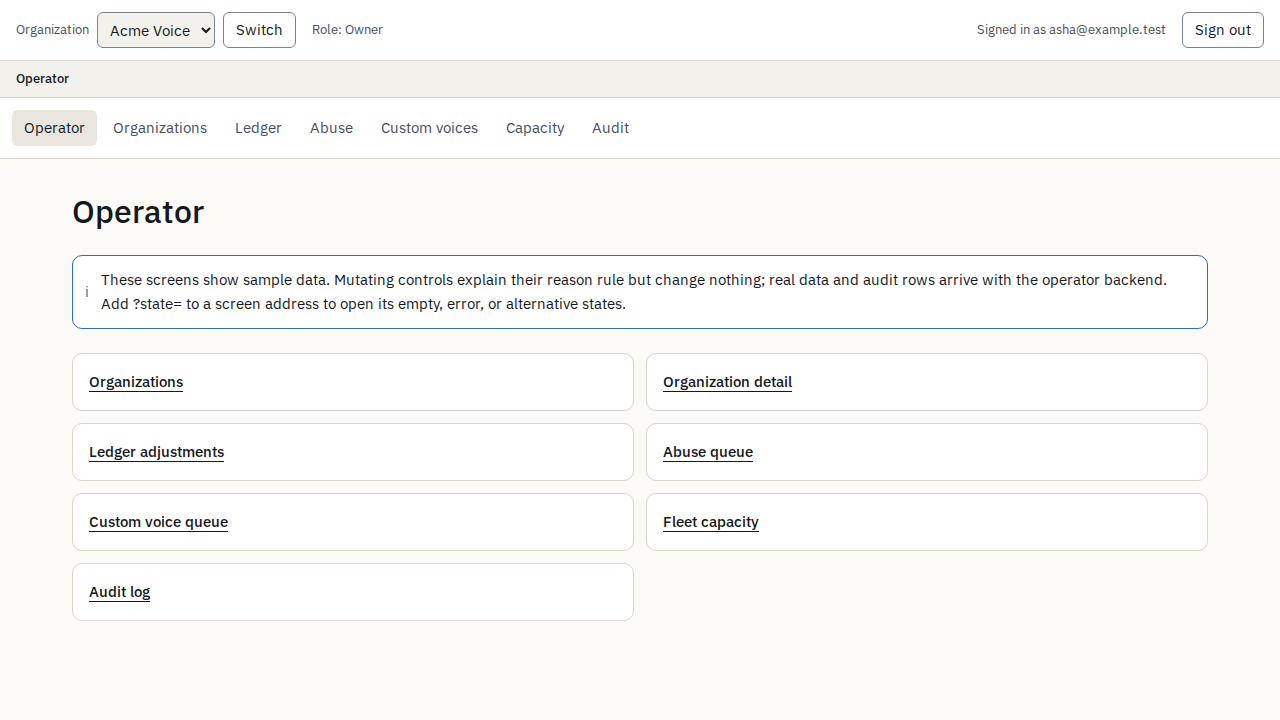 Organization Acme Voice Switch Role: Owner Signed in as asha@example.test Sign out
Operator
Operator Organizations Ledger Abuse Custom voices Capacity Audit
Operator
i These screens show sample data. Mutating controls explain their reason rule but change nothing; real data and audit rows arrive with the operator backend.
Add ?state= to a screen address to open its empty, error, or alternative states.
Organizations Organization detail
Ledger adjustments Abuse queue
Custom voice queue Fleet capacity
Audit log